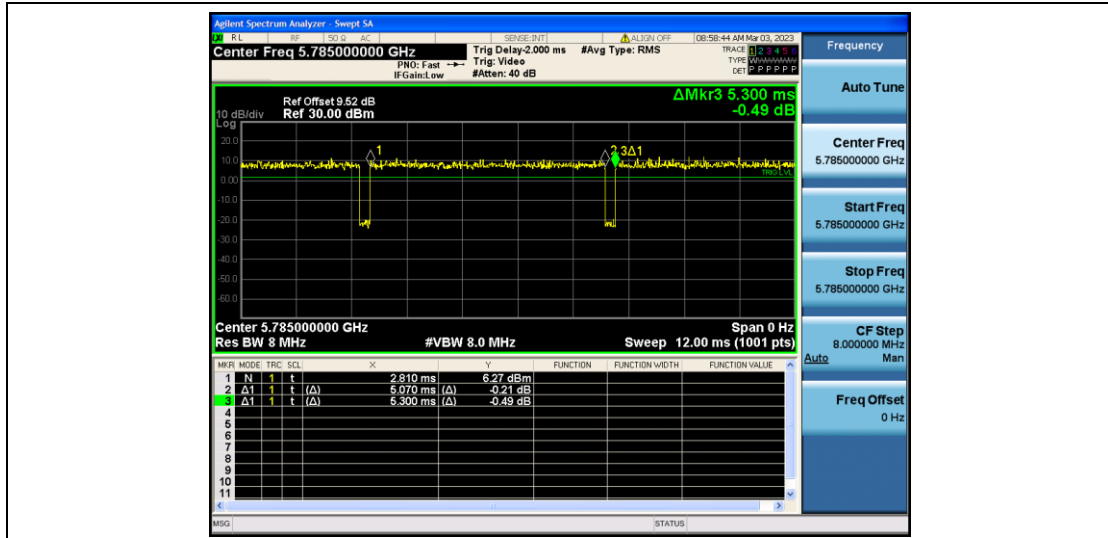 Agilent Spectrum Analyzer - Swept SA
RL RF 50 Ω AC SENSE:INT ALIGN OFF 08:58:44 AM Mar 03, 2023
Center Freq 5.785000000 GHz
Trig Delay-2.000 ms #Avg Type: RMS
TRACE 1 2 3 4 5 6
PNO: Fast Trig: Video
TYPE
IFGain:Low #Atten: 40 dB
DET P P P P P P
Frequency
Auto Tune
Center Freq
5.785000000 GHz
Start Freq
5.785000000 GHz
Stop Freq
5.785000000 GHz
CF Step
8.000000 MHz
Auto Man
Freq Offset
0 Hz
ΔMkr3 5.300 ms
-0.49 dB
Ref Offset 9.52 dB
10 dB/div Ref 30.00 dBm
Log
20.0
10.0
0.00
-10.0
-20.0
-30.0
-40.0
-50.0
-60.0
1
2 3Δ1
TRIG LVL
Center 5.785000000 GHz Span 0 Hz
Res BW 8 MHz #VBW 8.0 MHz Sweep 12.00 ms (1001 pts)
MKR MODE TRC SCL X Y FUNCTION FUNCTION WIDTH FUNCTION VALUE
1 N 1 t 2.810 ms 6.27 dBm
2 Δ1 1 t (Δ) 5.070 ms (Δ) -0.21 dB
3 Δ1 1 t (Δ) 5.300 ms (Δ) -0.49 dB
4
5
6
7
8
9
10
11
MSG STATUS